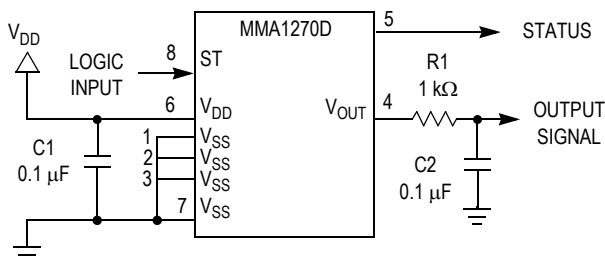 V_DD
LOGIC
INPUT
8
ST
MMA1270D
5
STATUS
R1
1 kΩ
6
V_DD
V_OUT
4
OUTPUT
SIGNAL
C1
0.1 µF
1
V_SS
2
V_SS
3
V_SS
7
V_SS
C2
0.1 µF